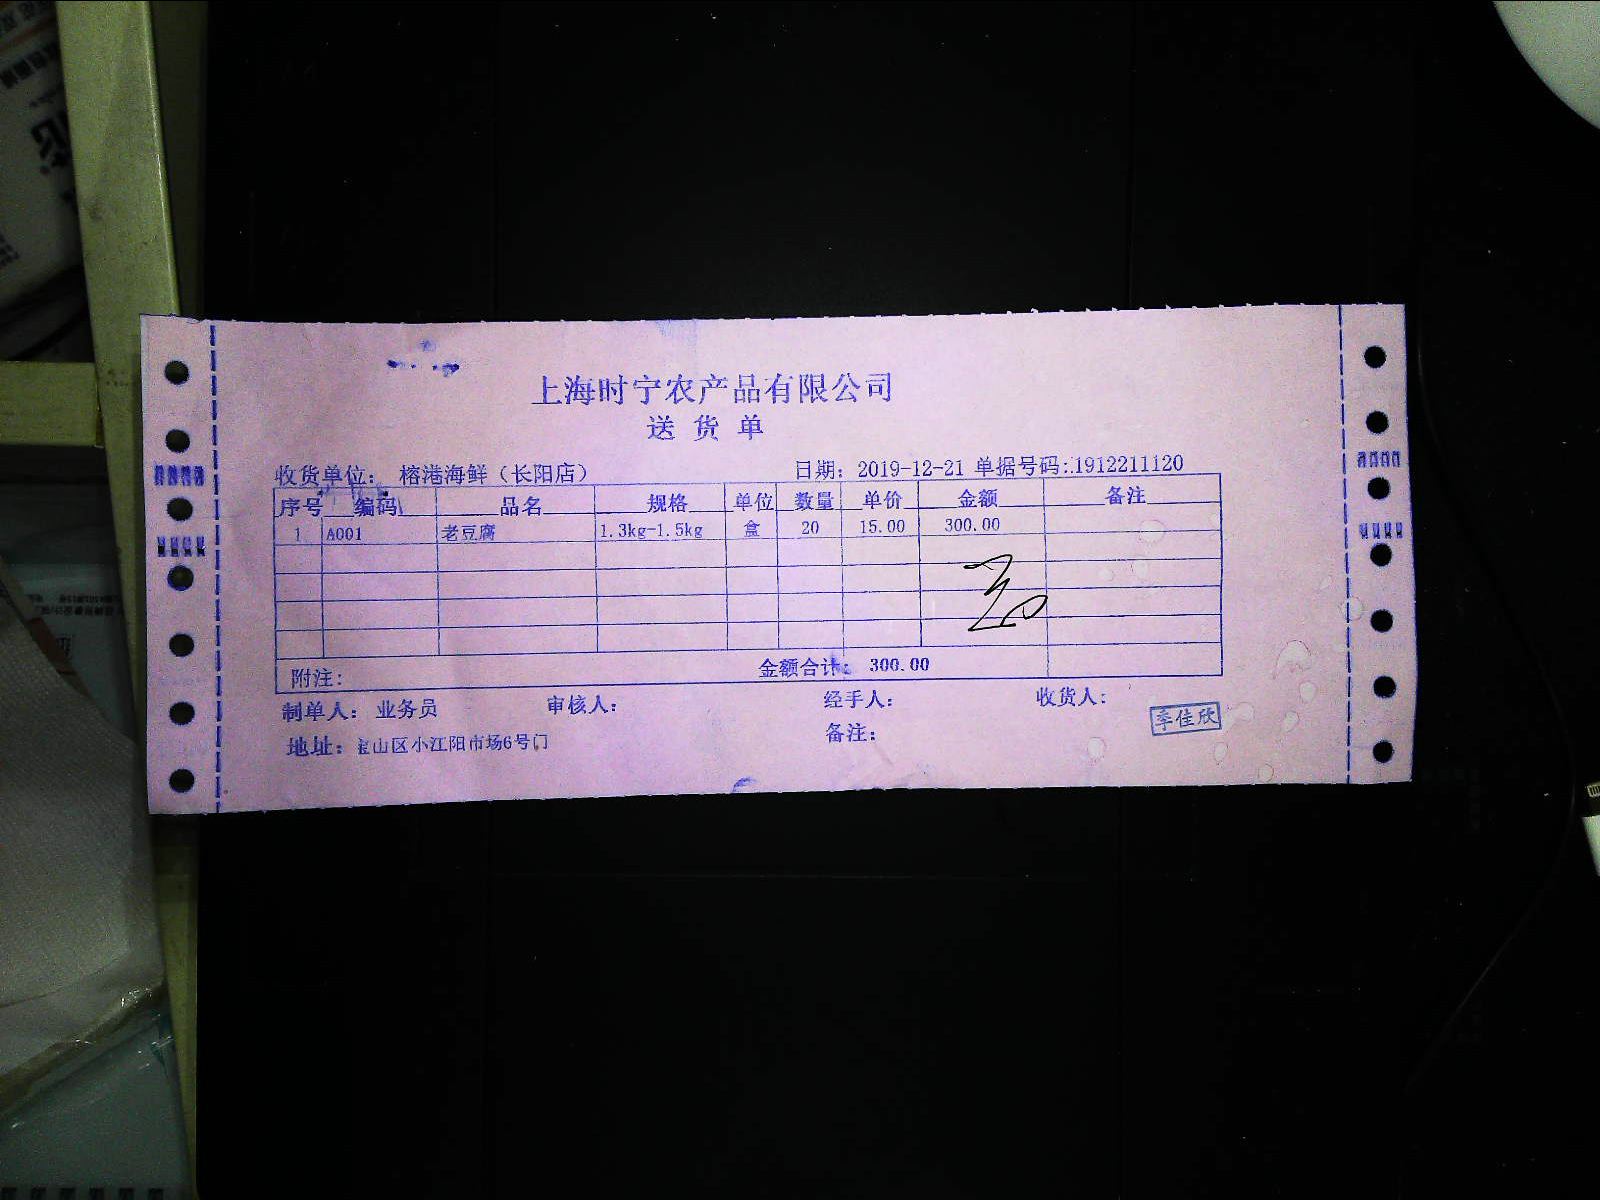 上海时宁农产品有限公司
送货单
收货单位： 榕港海鲜（长阳店） 日期：2019-12-21 单据号码:.1912211120
序号 编码 品名 规格 单位 数量 单价 金额 备注
1 A001 老豆腐 1.3kg-1.5kg 盒 20 15.00 300.00
附注: 金额合计： 300.00
制单人： 业务员 审核人： 经手人： 收货人：
季佳欣
地址： 宝山区小江阳市场6号门 备注：